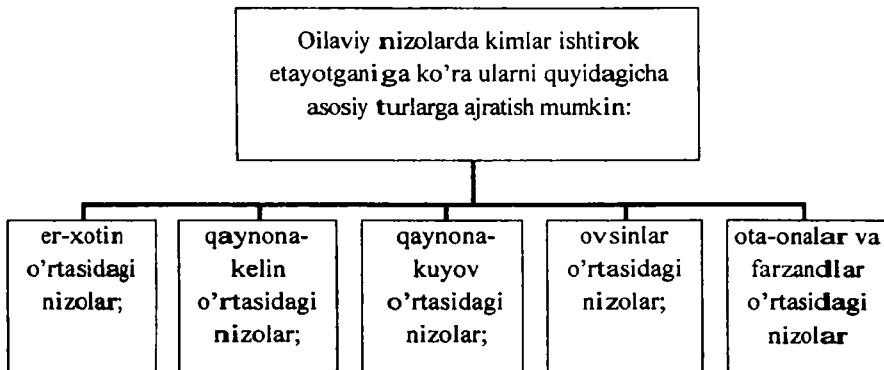 Oilaviy nizolarda kimlar ishtirok
etayotganiga ko’ra ularni quyidagicha
asosiy turlarga ajratish mumkin:
er-xotin
o’rtasidagi
nizolar;
qaynona-
kelin
o’rtasidagi
nizolar;
qaynona-
kuyov
o’rtasidagi
nizolar;
ovsinlar
o’rtasidagi
nizolar;
ota-onalar va
farzandlar
o’rtasidagi
nizolar